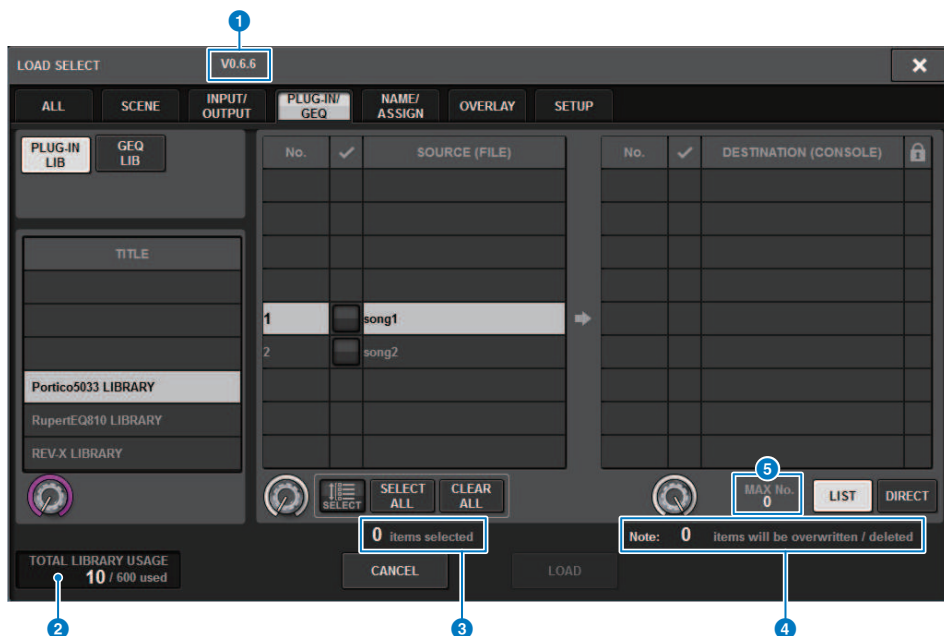 1
LOAD SELECT V0.6.6
ALL SCENE INPUT/ OUTPUT PLUG-IN/ GEQ NAME/ ASSIGN OVERLAY SETUP
PLUG-IN LIB GEQ LIB
No. SOURCE (FILE) No. DESTINATION (CONSOLE)
TITLE
1 song1
2 song2
Portico5033 LIBRARY
RupertEQ810 LIBRARY
REV-X LIBRARY
5
SELECT SELECT ALL CLEAR ALL MAX No. 0 LIST DIRECT
0 items selected Note: 0 items will be overwritten / deleted
TOTAL LIBRARY USAGE
10 / 600 used
CANCEL LOAD
2 3 4